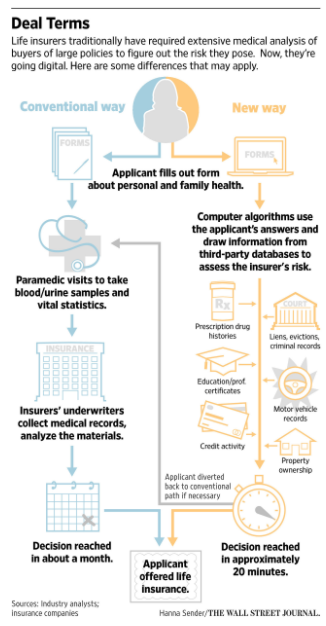 Deal Terms
Life insurers traditionally have required extensive medical analysis of
buyers of large policies to figure out the risk they pose. Now, they're
going digital. Here are some differences that may apply.
Conventional way
New way
FORMS
FORMS
Applicant fills out form
about personal and family health.
Paramedic visits to take
blood/urine samples and
vital statistics.
INSURANCE
Insurers' underwriters
collect medical records,
analyze the materials.
Decision reached
in about a month.
Computer algorithms use
the applicant's answers and
draw information from
third-party databases to
assess the insurer's risk.
Rx
Prescription drug
histories
COURT
Liens, evictions,
criminal records
Education/prof.
certificates
Motor vehicle
records
Credit activity
Property
ownership
Applicant diverted
back to conventional
path if necessary
Decision reached
in approximately
20 minutes.
Applicant
offered life
insurance.
Sources: Industry analysts;
insurance companies
Hanna Sender/THE WALL STREET JOURNAL.